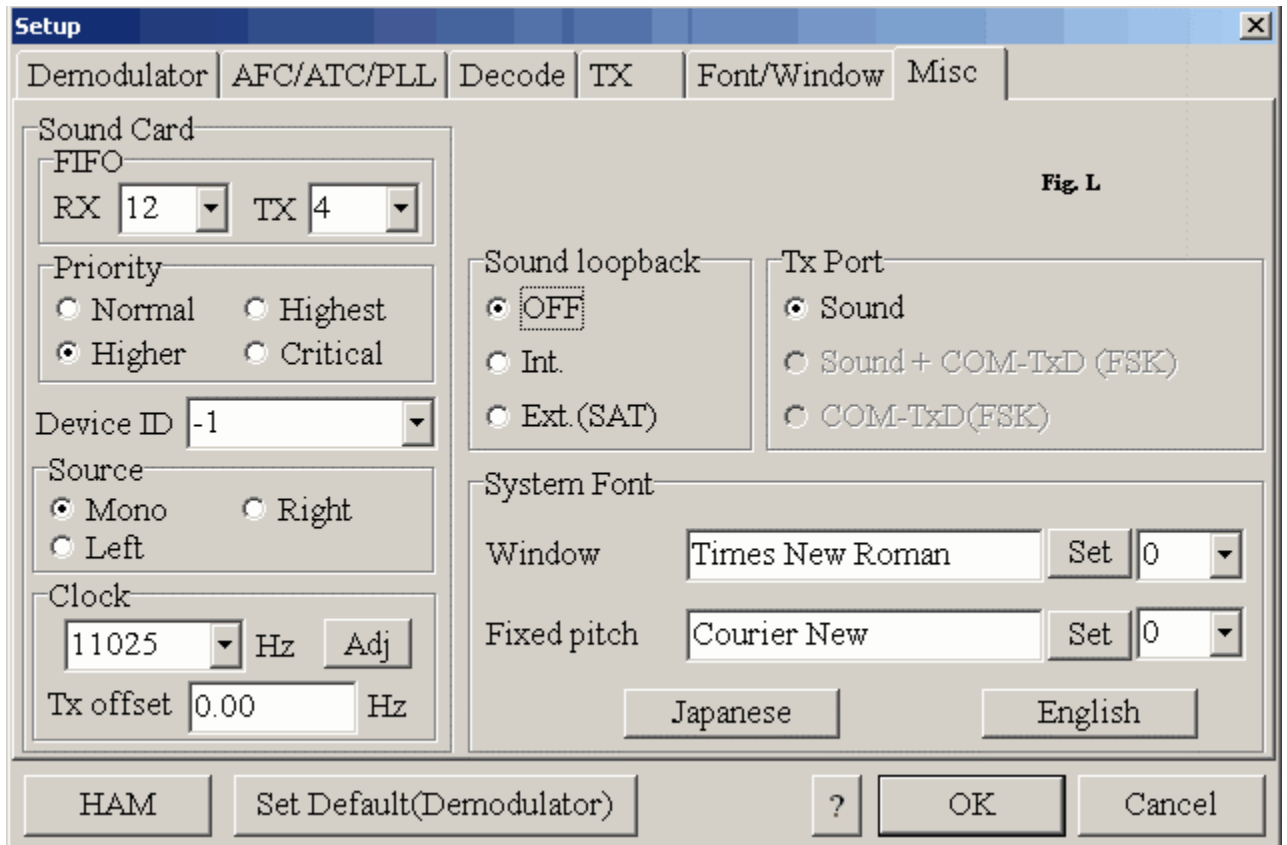 Setup
Demodulator AFC/ATC/PLL Decode TX Font/Window Misc
Sound Card
FIFO
RX 12 TX 4
Fig. L
Priority
Normal Highest
Higher Critical
Sound loopback
OFF
Int.
Ext.(SAT)
Tx Port
Sound
Sound + COM-TxD (FSK)
COM-TxD(FSK)
Device ID -1
Source
Mono Right
Left
Clock
11025 Hz Adj
Tx offset 0.00 Hz
System Font
Window Times New Roman Set 0
Fixed pitch Courier New Set 0
Japanese English
HAM Set Default(Demodulator) ? OK Cancel